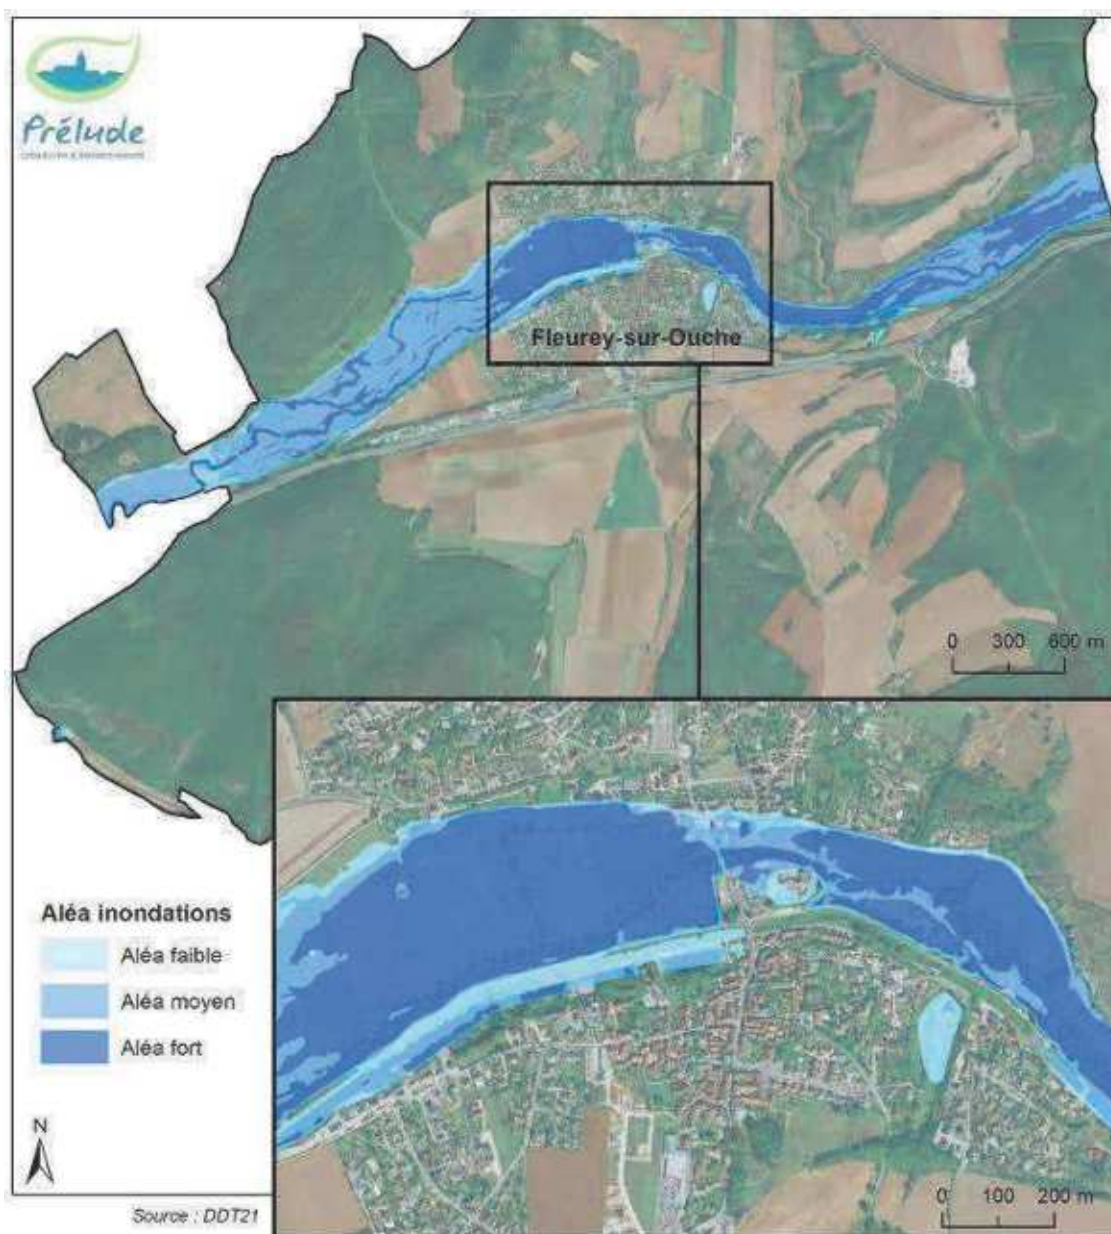 Prélude
Fleurey-sur-Ouche
0 300 600 m
Aléa inondations
Aléa faible
Aléa moyen
Aléa fort
N
Source : DDT21
0 100 200 m